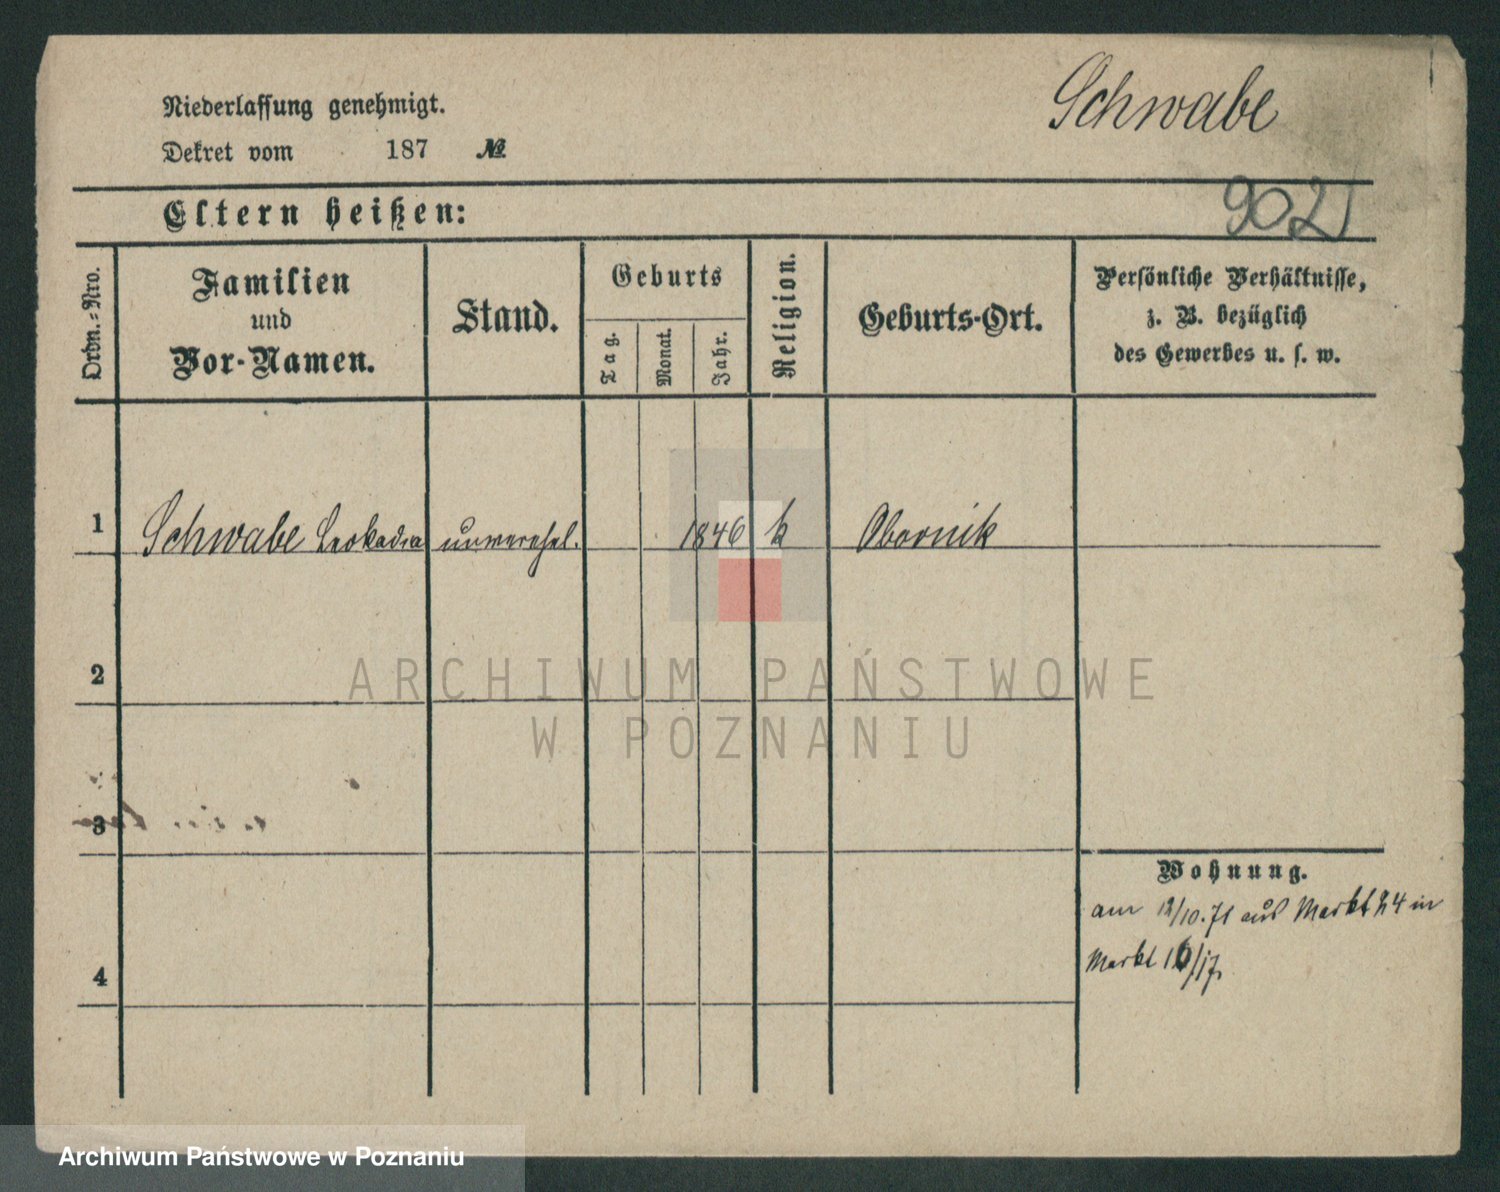 Schwabe
Niederlassung genehmigt.
Dekret vom 187 №
902
Eltern heißen:
Ordn.-Nro.
Familien
und
Vor-Namen.
Stand.
Geburts
Tag.
Monat.
Jahr.
Religion.
Geburts-Ort.
Persönliche Verhältnisse,
z. B. bezüglich
des Gewerbes u. s. w.
1 Schwabe Leokadia unverehel. 1846 k Obornik
2
ARCHIWUM PAŃSTWOWE
W POZNANIU
3
Wohnung.
am 12/10.71 aus Markt 24 in
Markt 16/17.
4
Archiwum Państwowe w Poznaniu